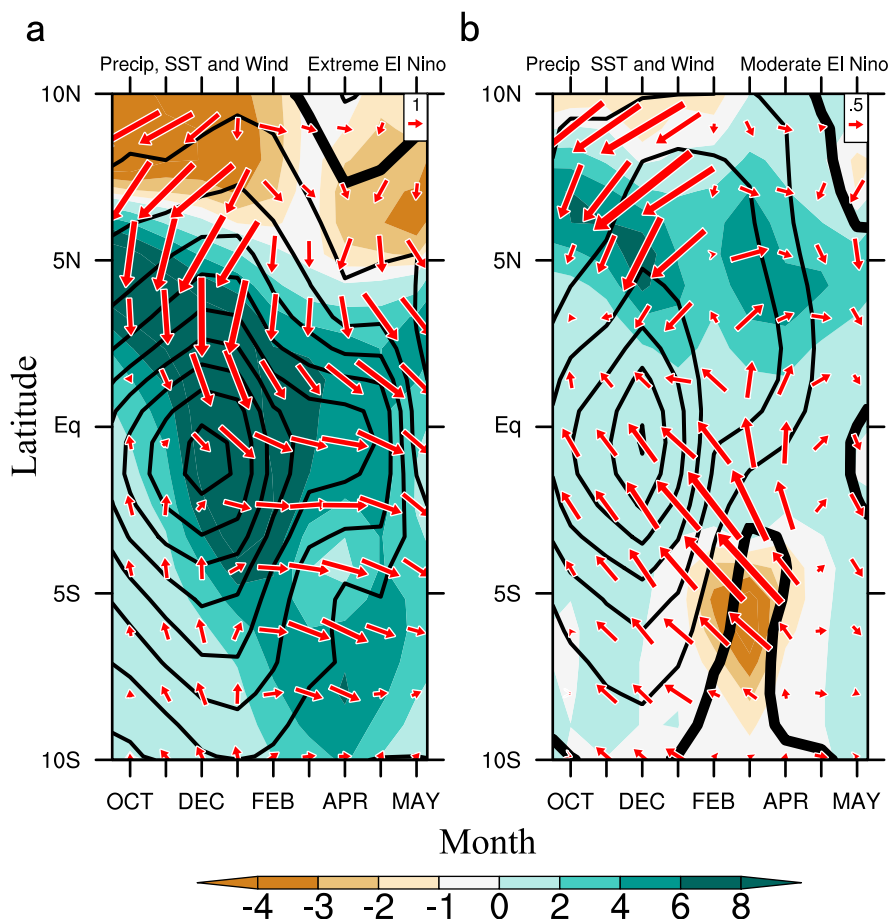 a
b
Precip, SST and Wind Extreme El Nino
Precip SST and Wind Moderate El Nino
1
.5
10N
5N
Eq
5S
10S
10N
5N
Eq
5S
10S
Latitude
OCT DEC FEB APR MAY
OCT DEC FEB APR MAY
Month
-4 -3 -2 -1 0 2 4 6 8